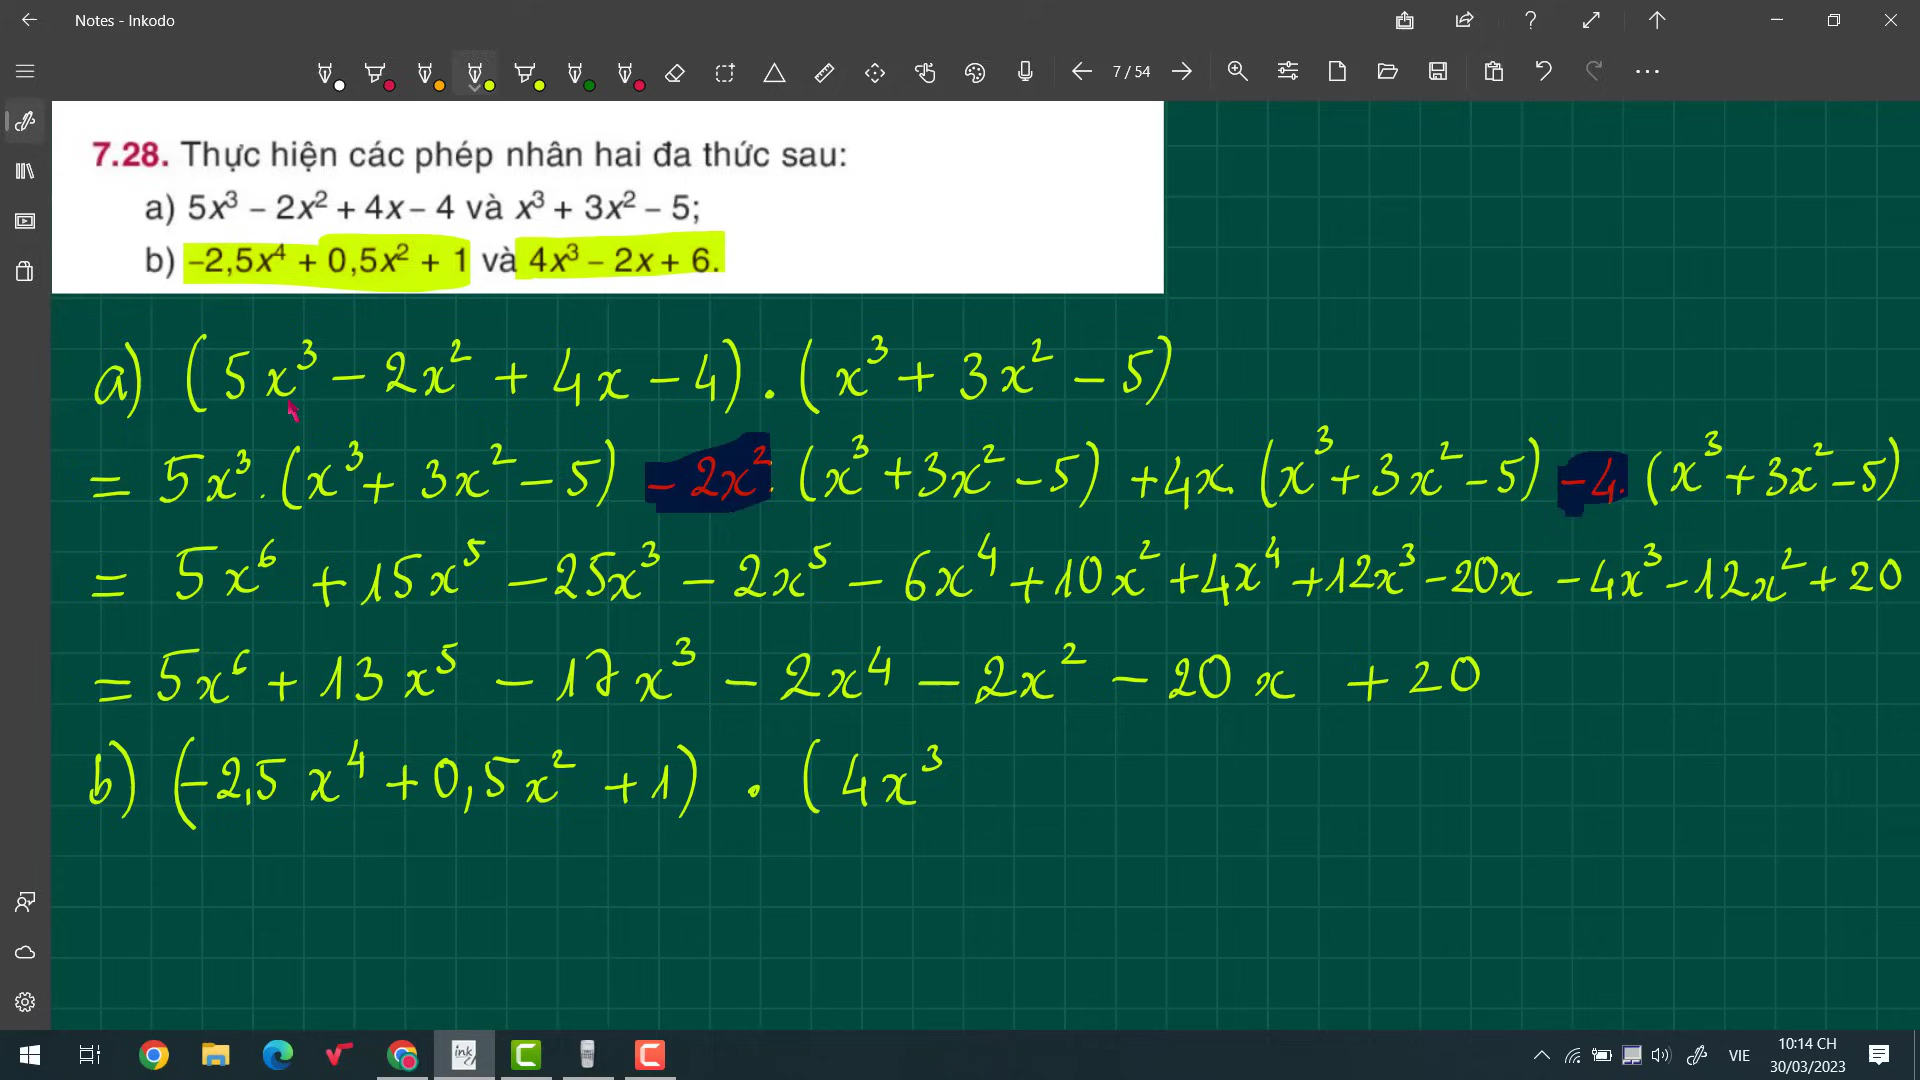 Notes - Inkodo
7 / 54
7.28. Thực hiện các phép nhân hai đa thức sau:
a) 5x³ – 2x² + 4x – 4 và x³ + 3x² – 5;
b) –2,5x⁴ + 0,5x² + 1 và 4x³ – 2x + 6.
a) (5x³ - 2x² + 4x - 4) . (x³ + 3x² - 5)
= 5x³ . (x³ + 3x² - 5) - 2x² . (x³ + 3x² - 5) + 4x . (x³ + 3x² - 5) - 4 . (x³ + 3x² - 5)
= 5x⁶ + 15x⁵ - 25x³ - 2x⁵ - 6x⁴ + 10x² + 4x⁴ + 12x³ - 20x - 4x³ - 12x² + 20
= 5x⁶ + 13x⁵ - 17x³ - 2x⁴ - 2x² - 20x + 20
b) (-2,5x⁴ + 0,5x² + 1) . (4x³
ink
VIE
10:14 CH
30/03/2023